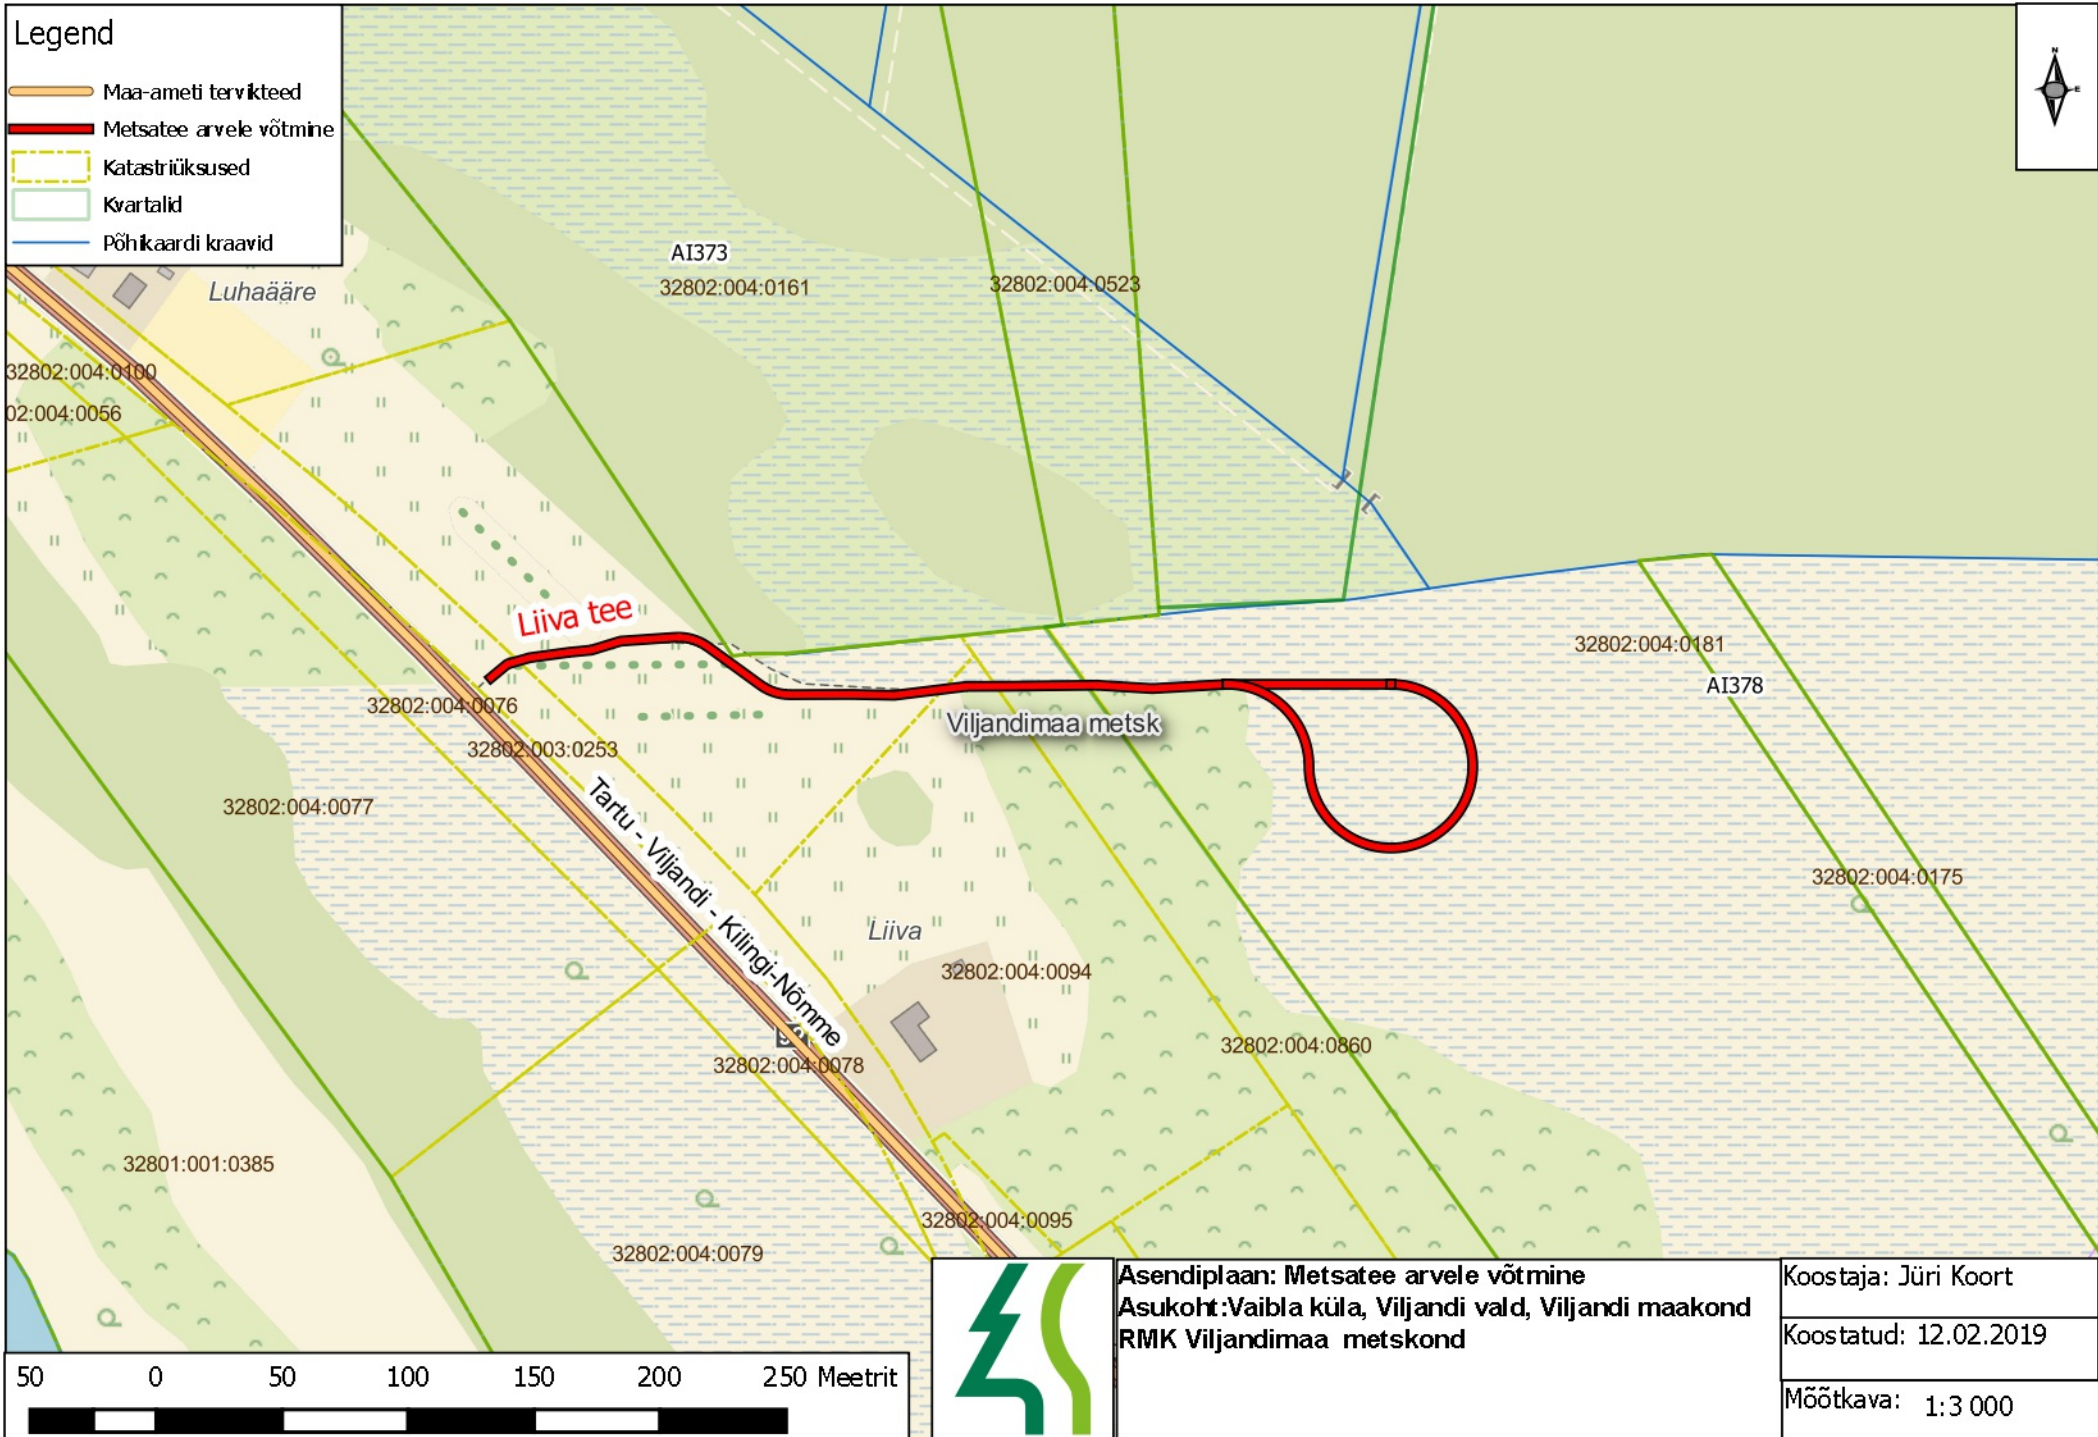 Legend
Maa-ameti tervikteed
Metsatee arvele võtmine
Katastriüksused
Kvartalid
Põhikaardi kraavid
N
E
AI373
32802:004:0161
32802:004:0523
Luhaääre
32802:004:0100
02:004:0056
Liiva tee
32802:004:0181
AI378
32802:004:0076
Viljandimaa metsk
32802:003:0253
32802:004:0077
Tartu - Viljandi - Kilingi-Nõmme
32802:004:0175
Liiva
32802:004:0094
32802:004:0860
32802:004:0078
32801:001:0385
32802:004:0095
32802:004:0079
50 0 50 100 150 200 250 Meetrit
Asendiplaan: Metsatee arvele võtmine
Asukoht:Vaibla küla, Viljandi vald, Viljandi maakond
RMK Viljandimaa metskond
Koostaja: Jüri Koort
Koostatud: 12.02.2019
Mõõtkava: 1:3 000